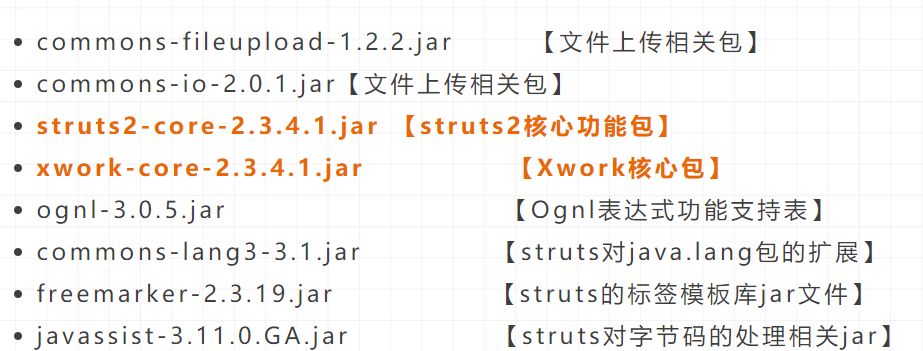 commons-fileupload-1.2.2.jar 【文件上传相关包】
commons-io-2.0.1.jar【文件上传相关包】
struts2-core-2.3.4.1.jar 【struts2核心功能包】
xwork-core-2.3.4.1.jar 【Xwork核心包】
ognl-3.0.5.jar 【Ognl表达式功能支持表】
commons-lang3-3.1.jar 【struts对java.lang包的扩展】
freemarker-2.3.19.jar 【struts的标签模板库jar文件】
javassist-3.11.0.GA.jar 【struts对字节码的处理相关jar】